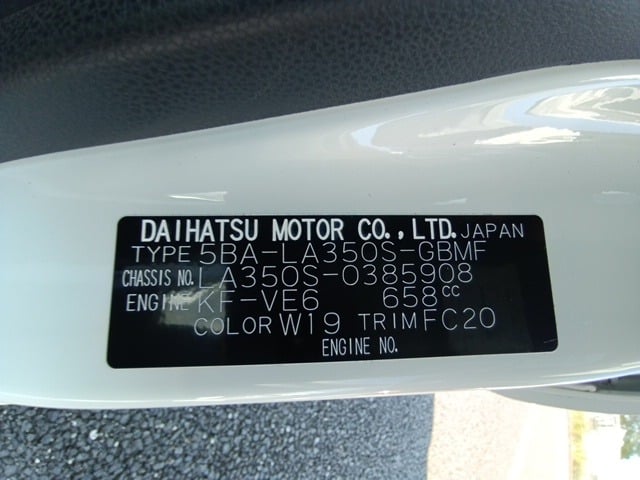 DAIHATSU MOTOR CO.,LTD. JAPAN
TYPE 5BA-LA350S-GBMF
CHASSIS NO. LA350S-0385908
ENGINE KF-VE6 658cc
COLOR W19 TRIM FC20
ENGINE NO.